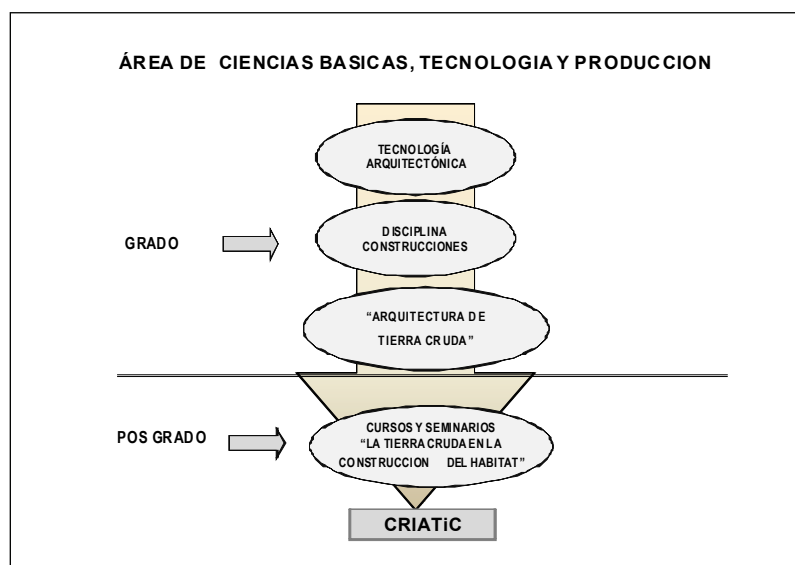 ÁREA DE CIENCIAS BASICAS, TECNOLOGIA Y PRODUCCION
TECNOLOGÍA
ARQUITECTÓNICA
GRADO
DISCIPLINA
CONSTRUCCIONES
“ARQUITECTURA DE
TIERRA CRUDA”
POS GRADO
CURSOS Y SEMINARIOS
“LA TIERRA CRUDA EN LA
CONSTRUCCION DEL HABITAT”
CRIATiC